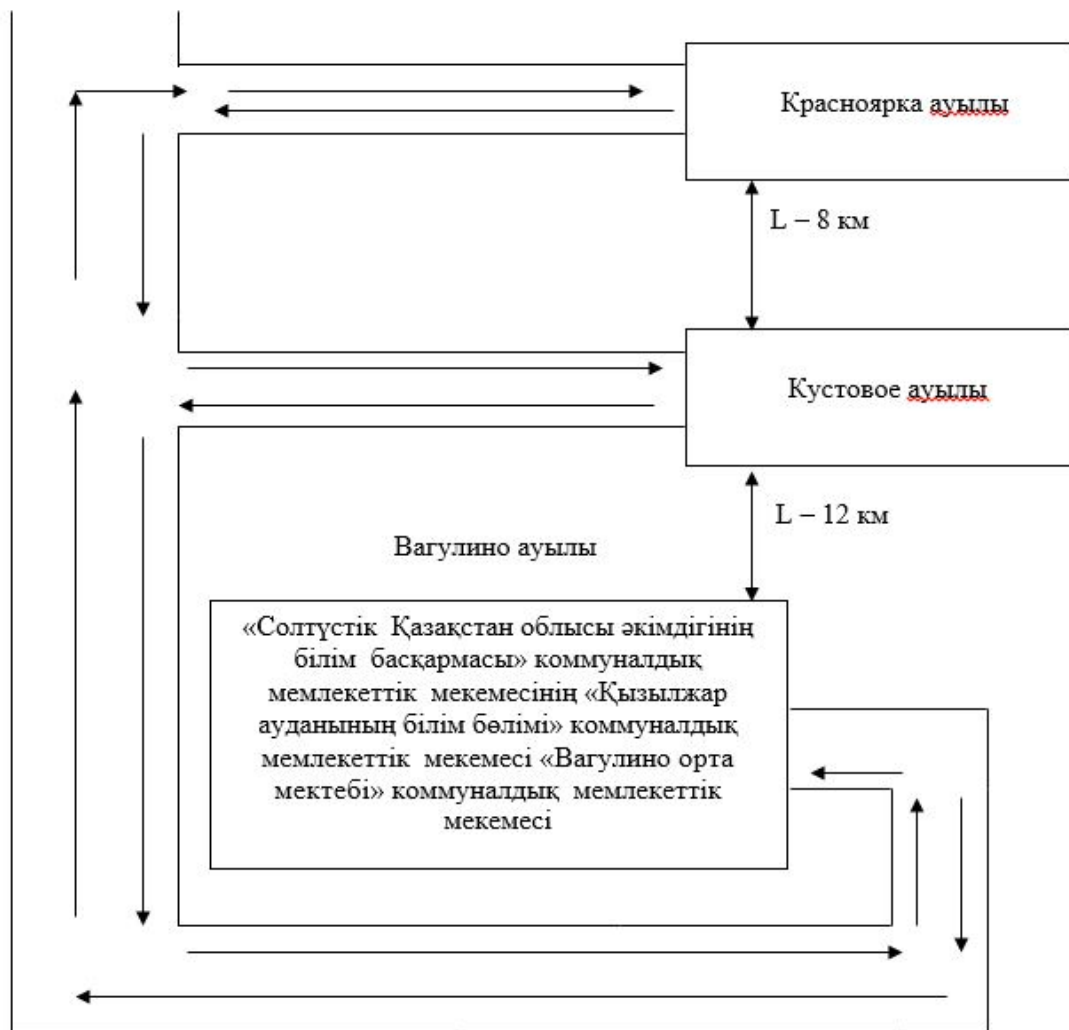 Красноярка ауылы
L – 8 км
Кустовое ауылы
L – 12 км
Вагулино ауылы
«Солтүстік Қазақстан облысы әкімдігінің
білім басқармасы» коммуналдық
мемлекеттік мекемесінің «Қызылжар
ауданының білім бөлімі» коммуналдық
мемлекеттік мекемесі «Вагулино орта
мектебі» коммуналдық мемлекеттік
мекемесі